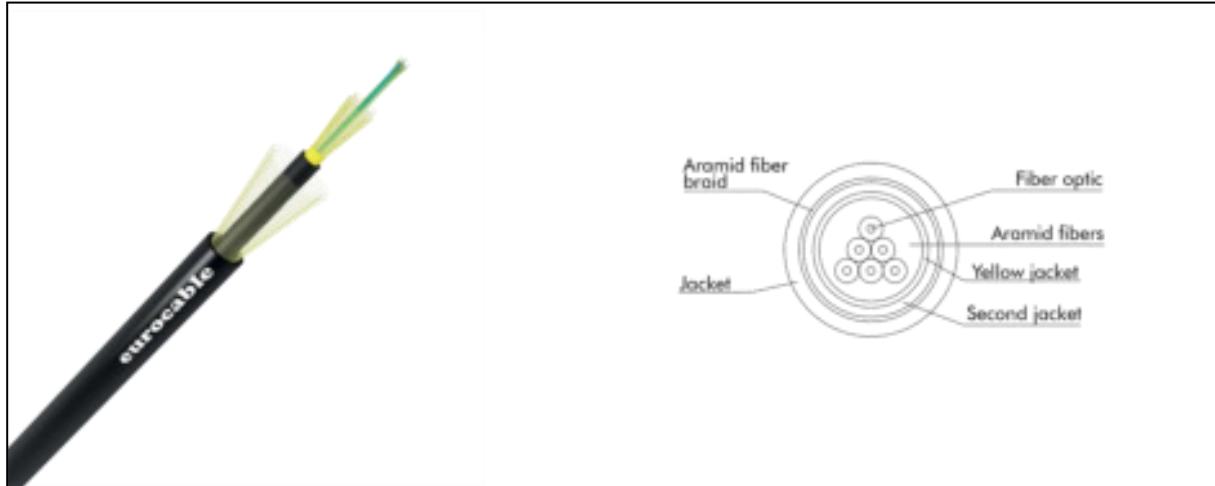 eurocable
Aramid fiber
braid
Jacket
Fiber optic
Aramid fibers
Yellow jacket
Second jacket